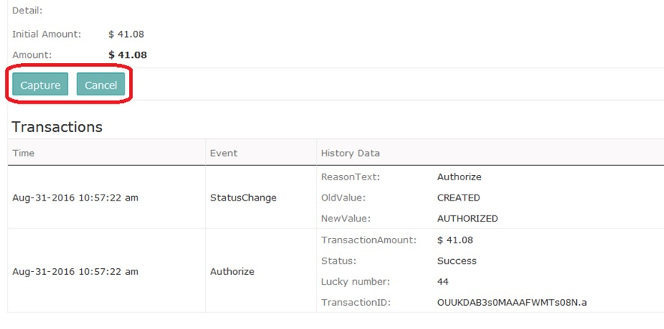 Detail:
Initial Amount: $ 41.08
Amount: $ 41.08
Capture Cancel
Transactions
Time Event History Data
ReasonText: Authorize
Aug-31-2016 10:57:22 am StatusChange OldValue: CREATED
NewValue: AUTHORIZED
TransactionAmount: $ 41.08
Status: Success
Aug-31-2016 10:57:22 am Authorize
Lucky number: 44
TransactionID: OUUKDAB3s0MAAAFWMTs08N.a